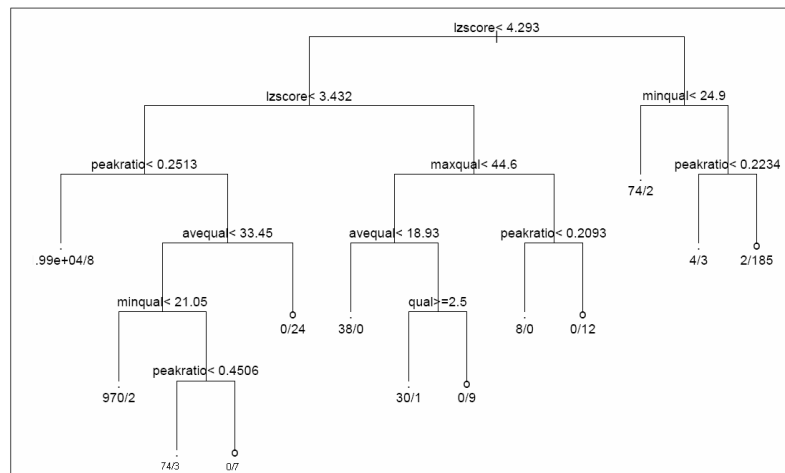 lzscore< 4.293
lzscore< 3.432
minqual< 24.9
peakratio< 0.2513
maxqual< 44.6
74/2
peakratio< 0.2234
.99e+04/8
avequal< 33.45
avequal< 18.93
peakratio< 0.2093
4/3
2/185
minqual< 21.05
0/24
38/0
qual>=2.5
8/0
0/12
970/2
peakratio< 0.4506
30/1
0/9
74/3
0/7